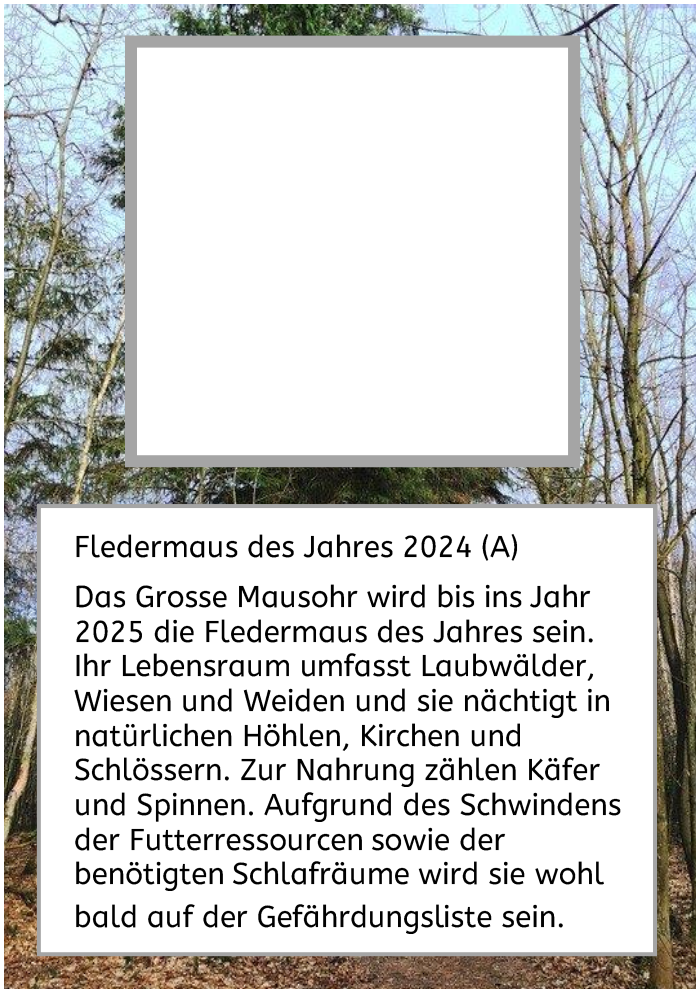 Fledermaus des Jahres 2024 (A)
Das Grosse Mausohr wird bis ins Jahr
2025 die Fledermaus des Jahres sein.
Ihr Lebensraum umfasst Laubwälder,
Wiesen und Weiden und sie nächtigt in
natürlichen Höhlen, Kirchen und
Schlössern. Zur Nahrung zählen Käfer
und Spinnen. Aufgrund des Schwindens
der Futterressourcen sowie der
benötigten Schlafräume wird sie wohl
bald auf der Gefährdungsliste sein.